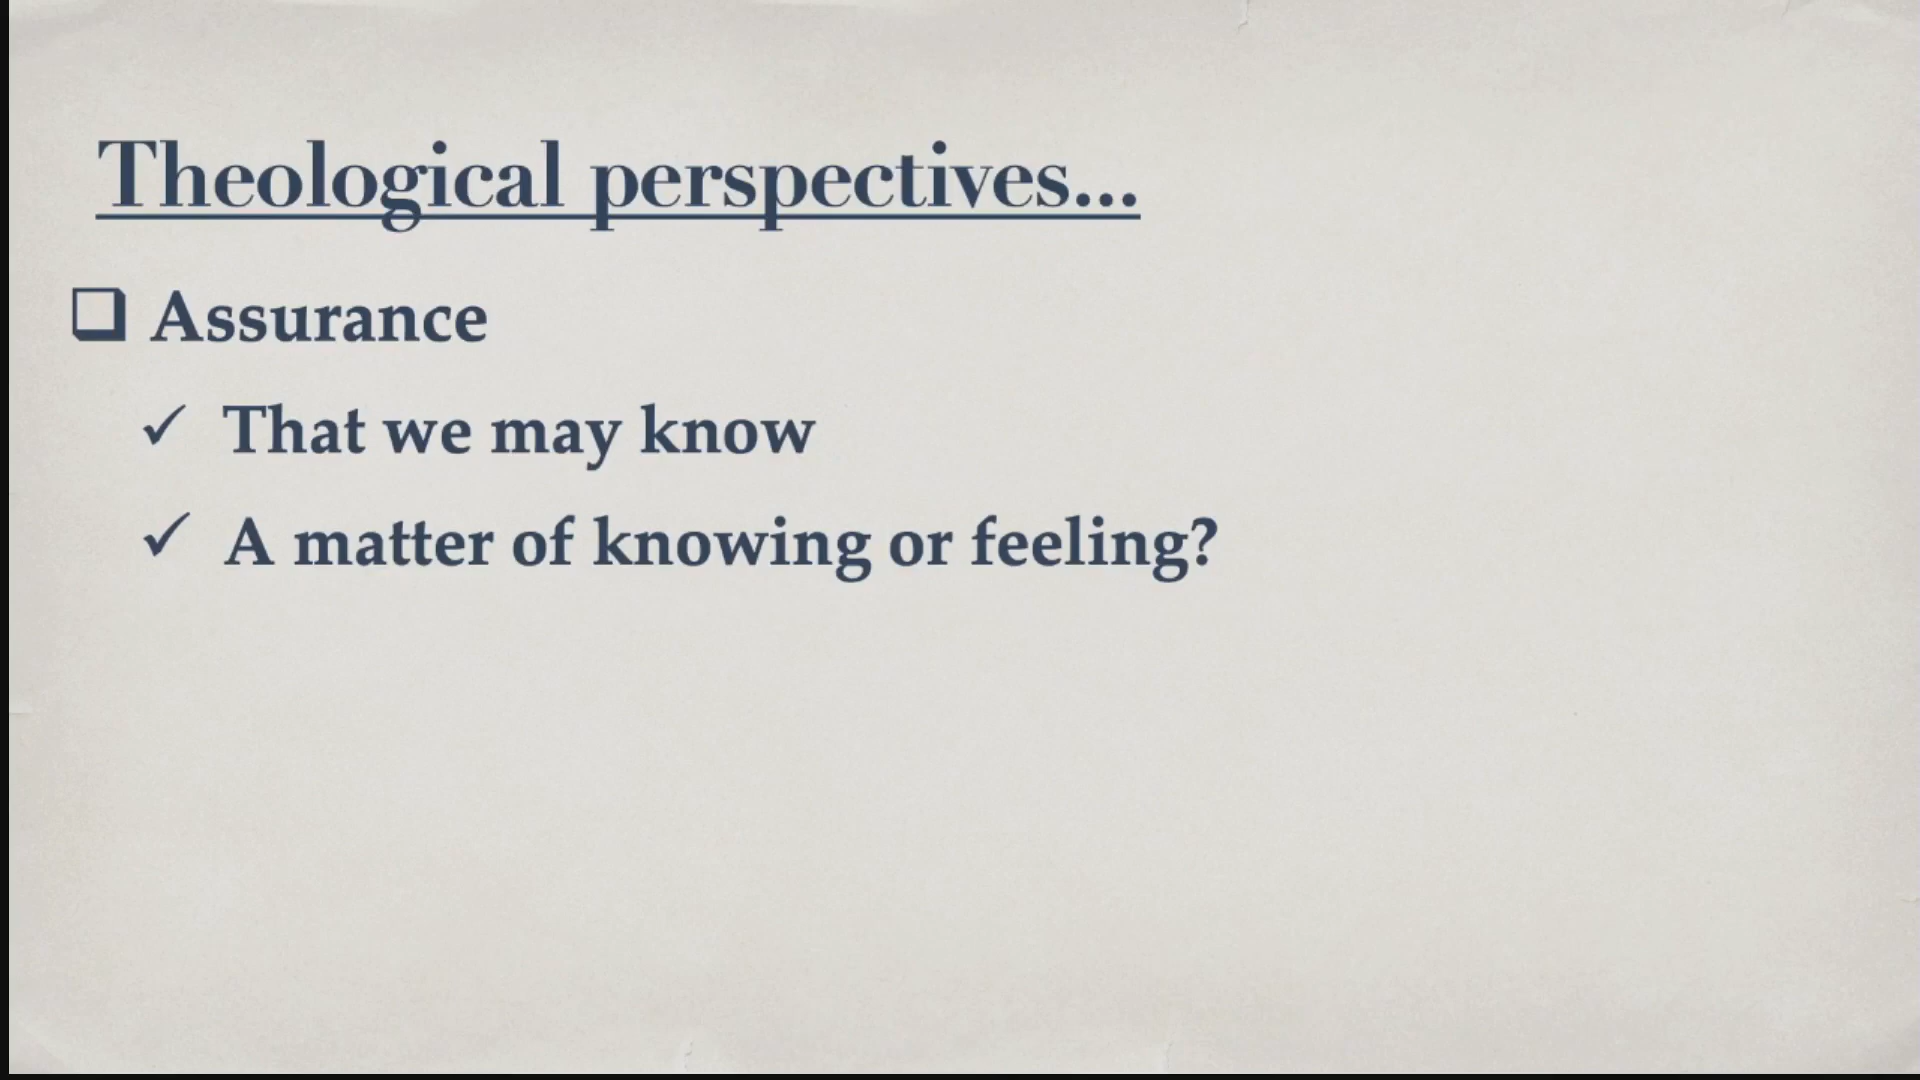 Theological perspectives...
Assurance
That we may know
A matter of knowing or feeling?